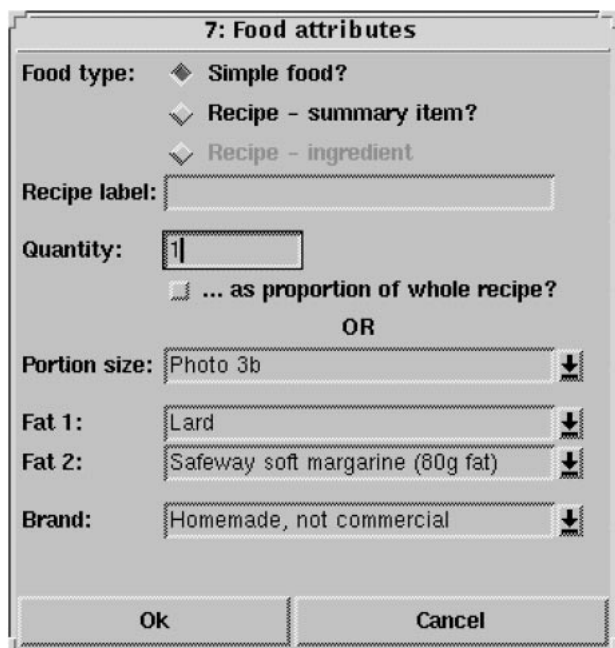 7: Food attributes
Food type: Simple food?
Recipe – summary item?
Recipe – ingredient
Recipe label:
Quantity: 1
... as proportion of whole recipe?
OR
Portion size: Photo 3b
Fat 1: Lard
Fat 2: Safeway soft margarine (80g fat)
Brand: Homemade, not commercial
Ok Cancel